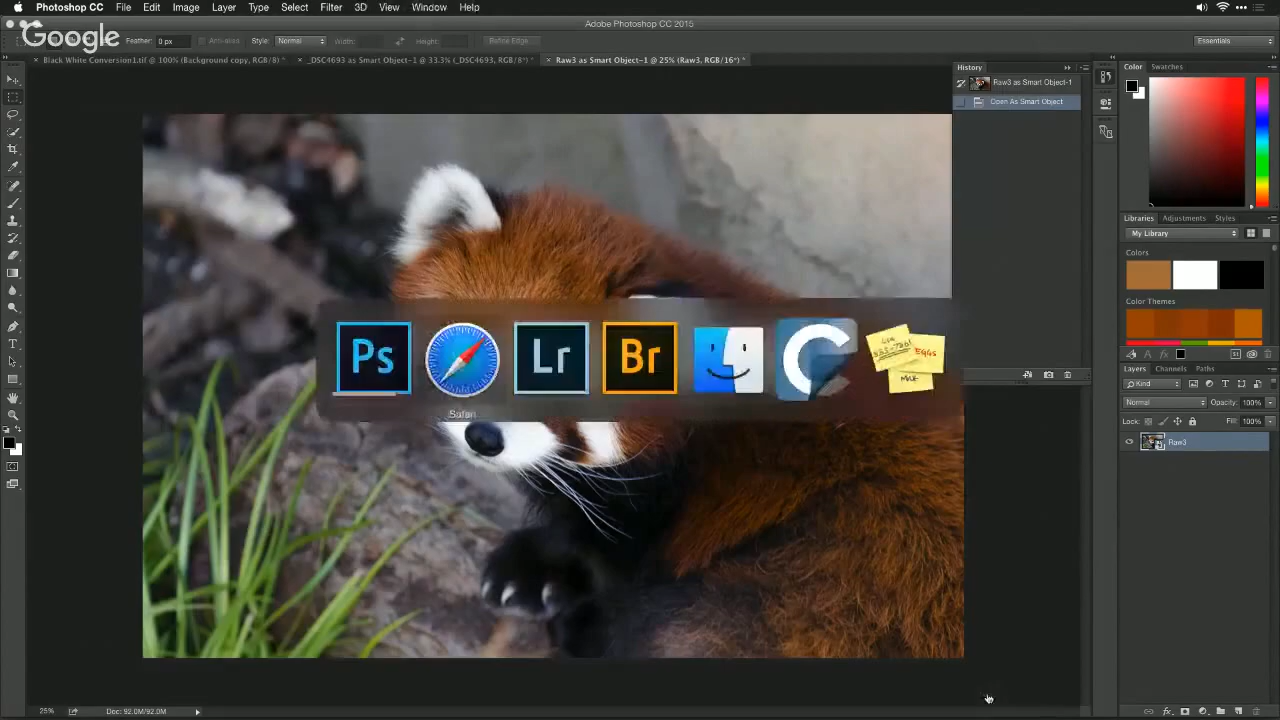 Photoshop CC File Edit Image Layer Type Select Filter 3D View Window Help
Adobe Photoshop CC 2015
Google
Feather: 0 px Anti-alias Style: Normal Width: Height: Refine Edge... Essentials
Black White Conversion1.tif @ 100% (Background copy, RGB/8) * _DSC4693 as Smart Object-1 @ 33.3% (_DSC4693, RGB/8*) * Raw3 as Smart Object-1 @ 25% (Raw3, RGB/16*) *
History
Raw3 as Smart Object-1
Open As Smart Object
Color Swatches
Libraries Adjustments Styles
My Library
Colors
Color Themes
Ps Lr Br
EGGS
MILK
Safari
Layers Channels Paths
Kind
Normal Opacity: 100%
Lock: Fill: 100%
Raw3
25% Doc: 92.0M/92.0M